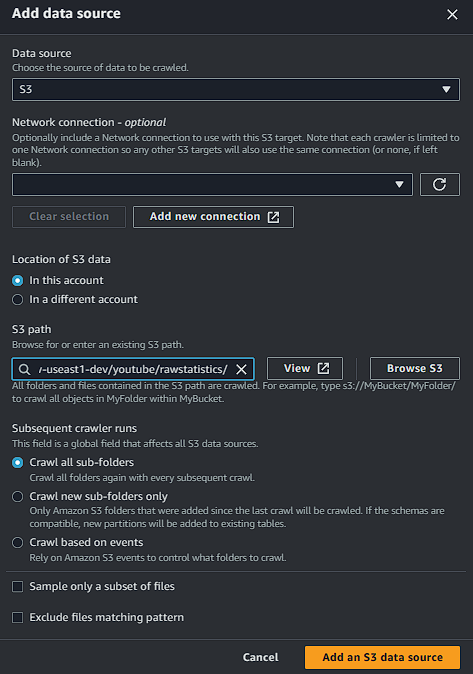 Add data source
Data source
Choose the source of data to be crawled.
S3
Network connection - optional
Optionally include a Network connection to use with this S3 target. Note that each crawler is limited to
one Network connection so any other S3 targets will also use the same connection (or none, if left
blank).
Clear selection
Add new connection
Location of S3 data
In this account
In a different account
S3 path
Browse for or enter an existing S3 path.
-useast1-dev/youtube/rawstatistics/
View
Browse S3
All folders and files contained in the S3 path are crawled. For example, type s3://MyBucket/MyFolder/
to crawl all objects in MyFolder within MyBucket.
Subsequent crawler runs
This field is a global field that affects all S3 data sources.
Crawl all sub-folders
Crawl all folders again with every subsequent crawl.
Crawl new sub-folders only
Only Amazon S3 folders that were added since the last crawl will be crawled. If the schemas are
compatible, new partitions will be added to existing tables.
Crawl based on events
Rely on Amazon S3 events to control what folders to crawl.
Sample only a subset of files
Exclude files matching pattern
Cancel
Add an S3 data source